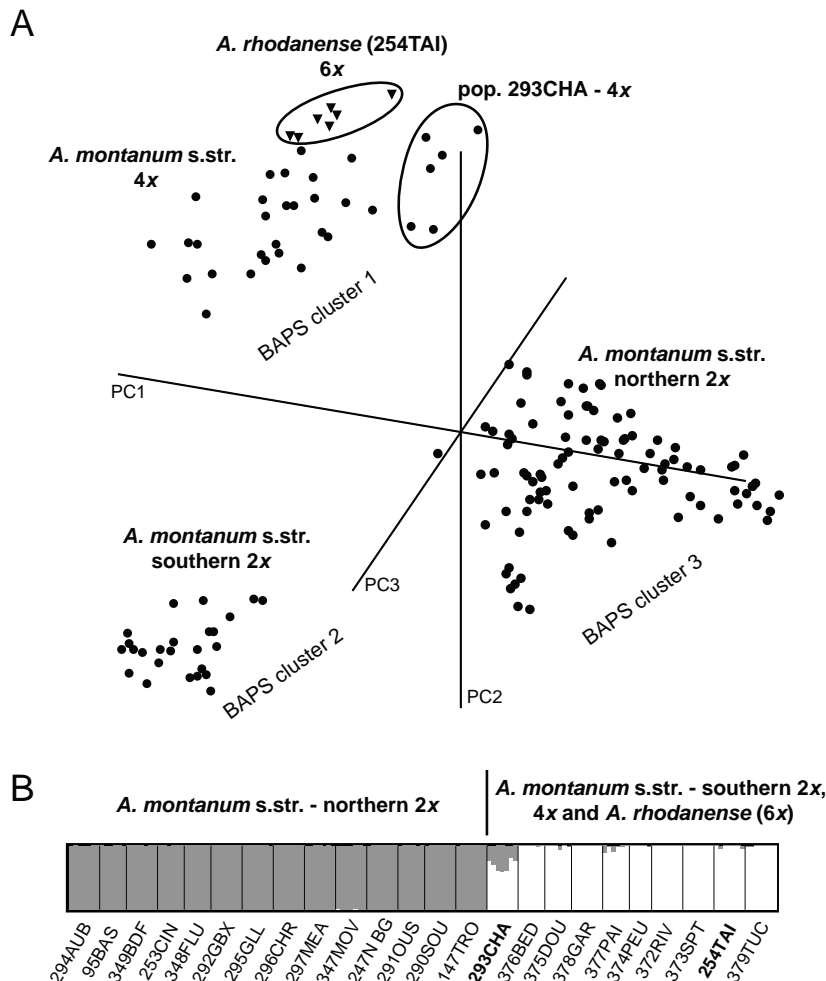 A
A. rhodanense (254TAI)
6x
pop. 293CHA - 4x
A. montanum s.str.
4x
BAPS cluster 1
A. montanum s.str.
northern 2x
PC1
A. montanum s.str.
southern 2x
PC3
BAPS cluster 3
BAPS cluster 2
PC2
B
A. montanum s.str. - northern 2x
A. montanum s.str. - southern 2x,
4x and A. rhodanense (6x)
294AUB
95BAS
349BDF
253CIN
348FLU
292GBX
295GLL
296CHR
297MEA
347MOV
247N BG
291OUS
290SOU
147TRO
293CHA
376BED
375DOU
378GAR
377PAI
374PEU
372RIV
373SPT
254TAI
379TUC